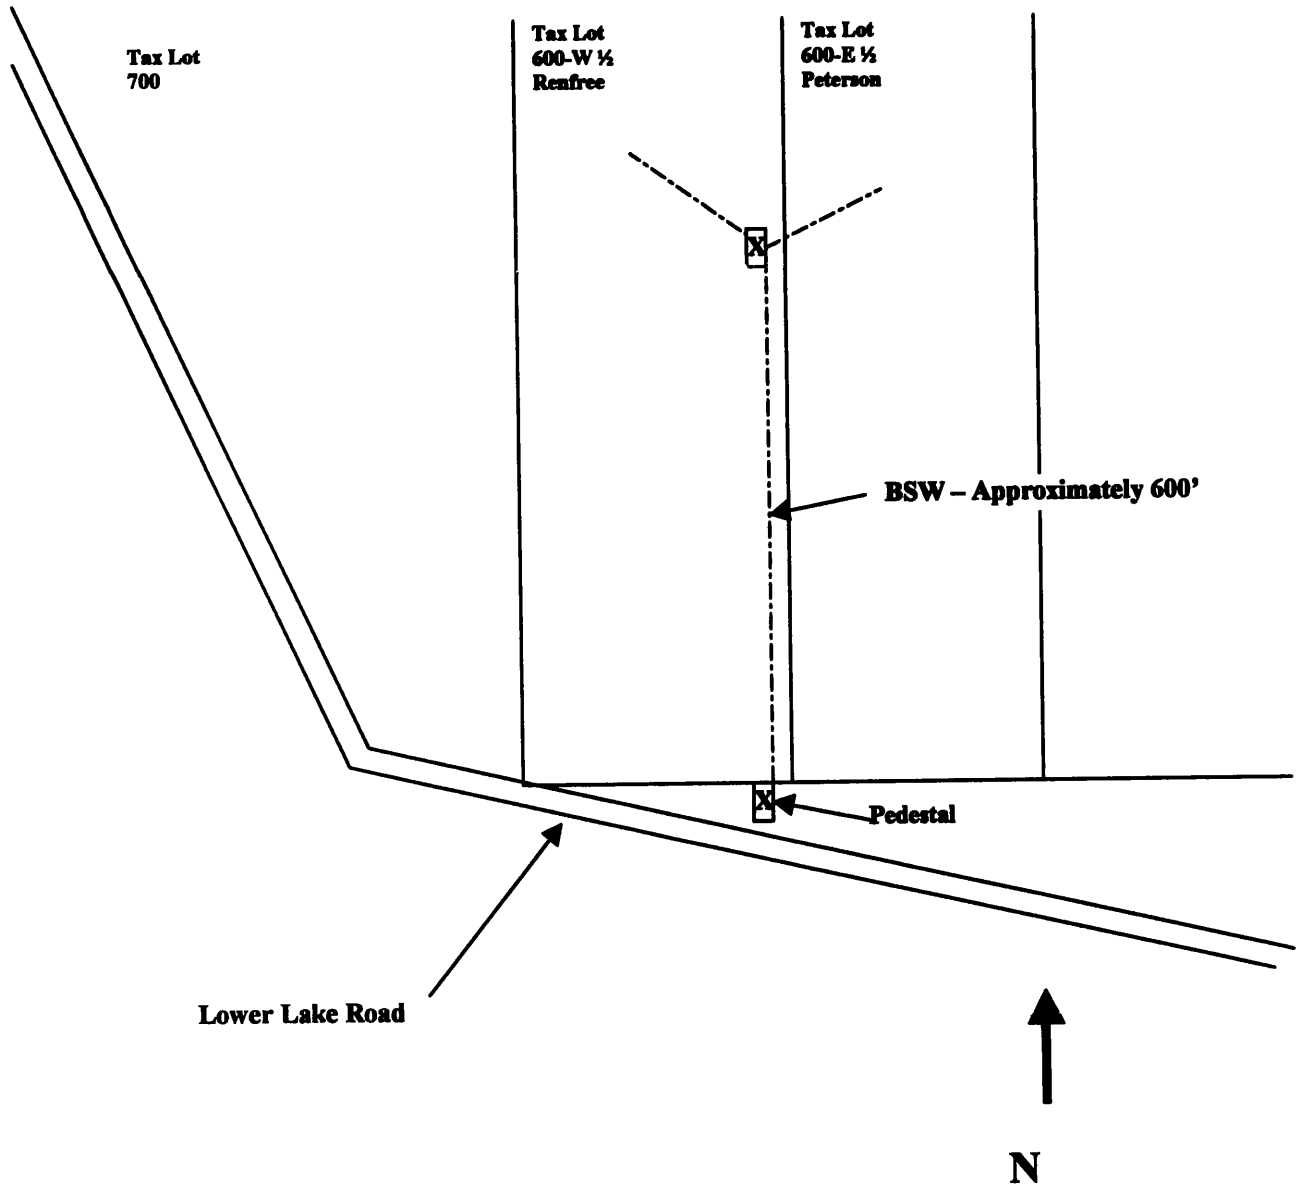 Tax Lot
700
Tax Lot
600-W ½
Renfree
Tax Lot
600-E ½
Peterson
X
BSW – Approximately 600’
X
Pedestal
Lower Lake Road
N